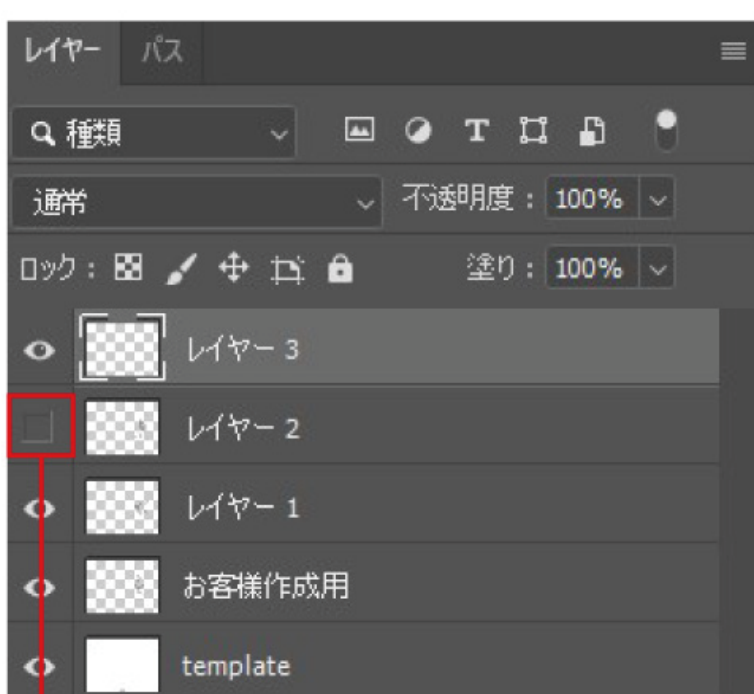 レイヤー パス
種類 T
通常 不透明度 : 100%
ロック : 塗り : 100%
レイヤー 3
レイヤー 2
レイヤー 1
お客様作成用
template